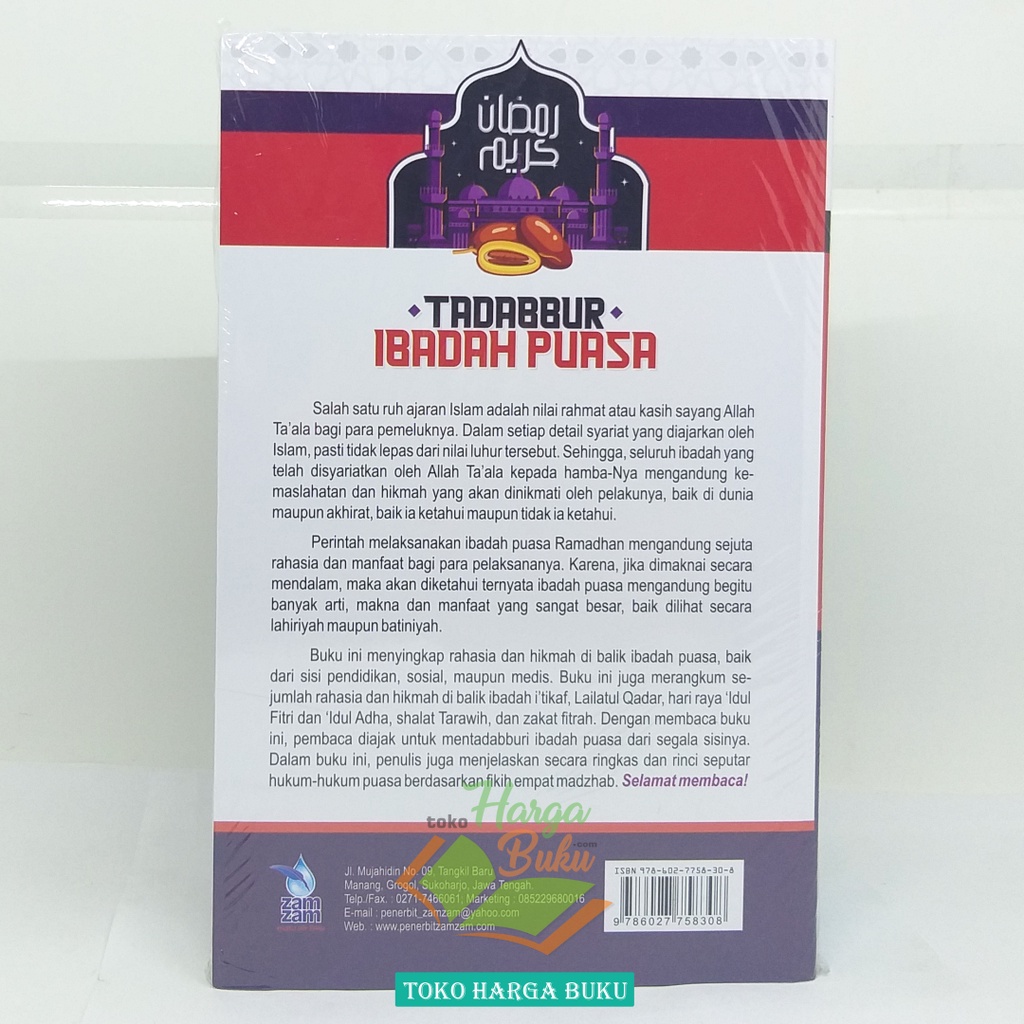 رمضان
كريم
TADABBUR
IBADAH PUASA
Salah satu ruh ajaran Islam adalah nilai rahmat atau kasih sayang Allah
Ta'ala bagi para pemeluknya. Dalam setiap detail syariat yang diajarkan oleh
Islam, pasti tidak lepas dari nilai luhur tersebut. Sehingga, seluruh ibadah yang
telah disyariatkan oleh Allah Ta'ala kepada hamba-Nya mengandung ke-
maslahatan dan hikmah yang akan dinikmati oleh pelakunya, baik di dunia
maupun akhirat, baik ia ketahui maupun tidak ia ketahui.
Perintah melaksanakan ibadah puasa Ramadhan mengandung sejuta
rahasia dan manfaat bagi para pelaksananya. Karena, jika dimaknai secara
mendalam, maka akan diketahui ternyata ibadah puasa mengandung begitu
banyak arti, makna dan manfaat yang sangat besar, baik dilihat secara
lahiriyah maupun batiniyah.
Buku ini menyingkap rahasia dan hikmah di balik ibadah puasa, baik
dari sisi pendidikan, sosial, maupun medis. Buku ini juga merangkum se-
jumlah rahasia dan hikmah di balik ibadah i'tikaf, Lailatul Qadar, hari raya 'Idul
Fitri dan 'Idul Adha, shalat Tarawih, dan zakat fitrah. Dengan membaca buku
ini, pembaca diajak untuk mentadabburi ibadah puasa dari segala sisinya.
Dalam buku ini, penulis juga menjelaskan secara ringkas dan rinci seputar
hukum-hukum puasa berdasarkan fikih empat madzhab. Selamat membaca!
toko Harga
Buku .com
zam
zam
Jl. Mujahidin No. 09, Tangkil Baru
Manang, Grogol, Sukoharjo, Jawa Tengah.
Telp./Fax. : 0271-7466061, Marketing : 085229680016
E-mail : penerbit_zamzam@yahoo.com
Web. : www.penerbitzamzam.com
ISBN 978-602-7758-30-8
9 786027 758308
TOKO HARGA BUKU